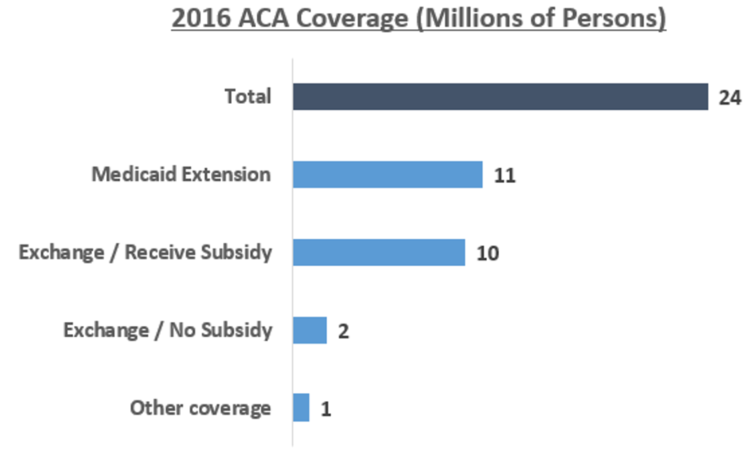 2016 ACA Coverage (Millions of Persons)
Total 24
Medicaid Extension 11
Exchange / Receive Subsidy 10
Exchange / No Subsidy 2
Other coverage 1